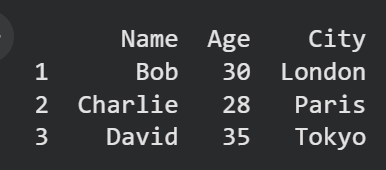 Name Age City
1 Bob 30 London
2 Charlie 28 Paris
3 David 35 Tokyo